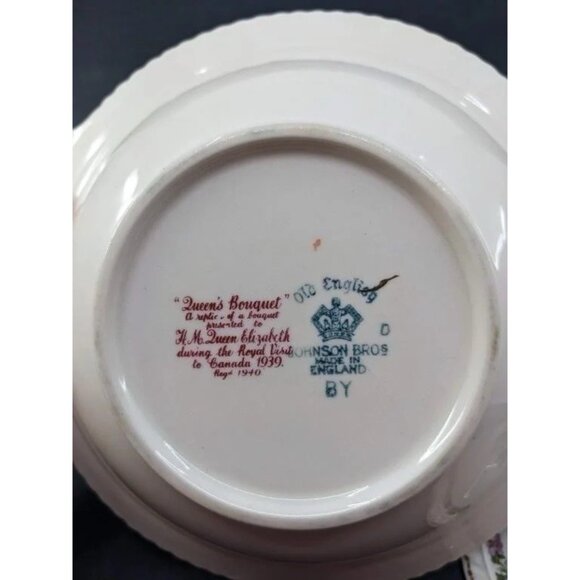 "Queen's Bouquet"
A replic of a bouquet
presented to
H.M. Queen Elizabeth
during the Royal Visit
to Canada 1939.
Regd 1940
Old English
D
JOHNSON BROS
MADE IN
ENGLAND
BY